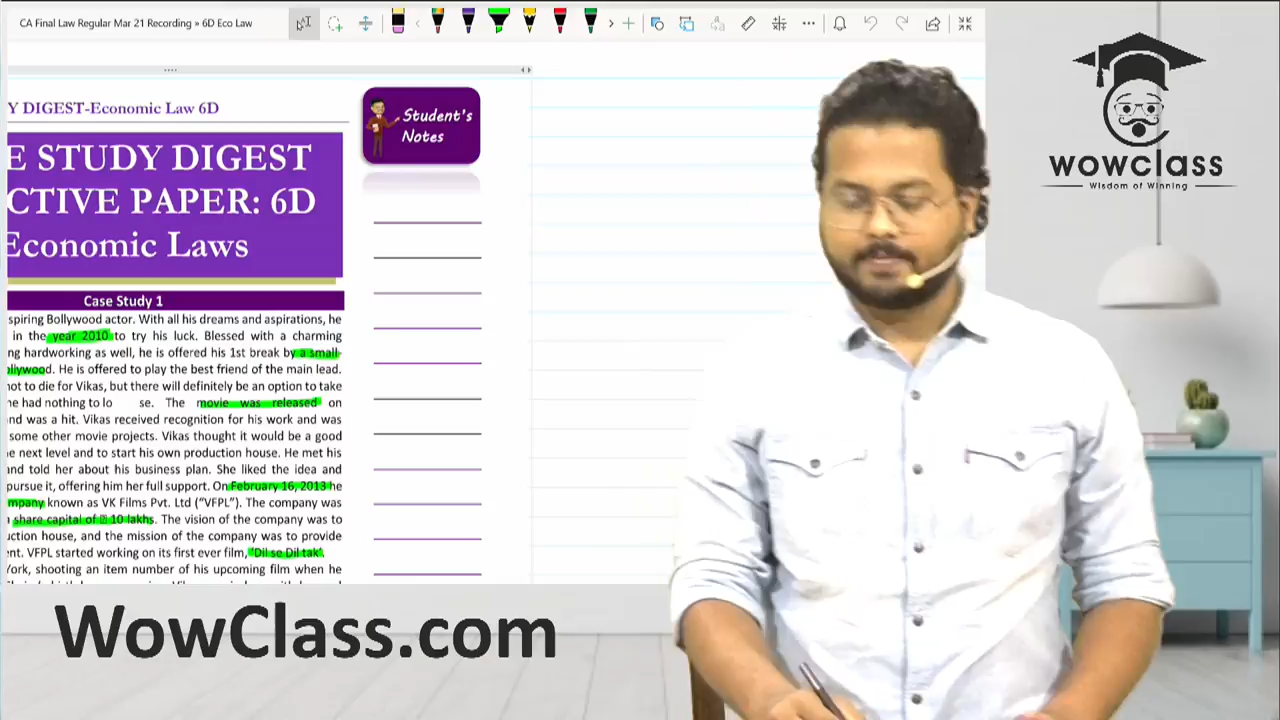 CA Final Law Regular Mar 21 Recording » 6D Eco Law
Y DIGEST-Economic Law 6D
Student's
Notes
E STUDY DIGEST
CTIVE PAPER: 6D
Economic Laws
Case Study 1
spiring Bollywood actor. With all his dreams and aspirations, he
in the year 2010 to try his luck. Blessed with a charming
ng hardworking as well, he is offered his 1st break by a small-
ollywood. He is offered to play the best friend of the main lead.
not to die for Vikas, but there will definitely be an option to take
he had nothing to lo se. The movie was released on
nd was a hit. Vikas received recognition for his work and was
some other movie projects. Vikas thought it would be a good
e next level and to start his own production house. He met his
and told her about his business plan. She liked the idea and
pursue it, offering him her full support. On February 16, 2013 he
mpany known as VK Films Pvt. Ltd ("VFPL"). The company was
share capital of 10 lakhs. The vision of the company was to
uction house, and the mission of the company was to provide
nt. VFPL started working on its first ever film, 'Dil se Dil tak'.
York, shooting an item number of his upcoming film when he
WowClass.com
wowclass
Wisdom of Winning